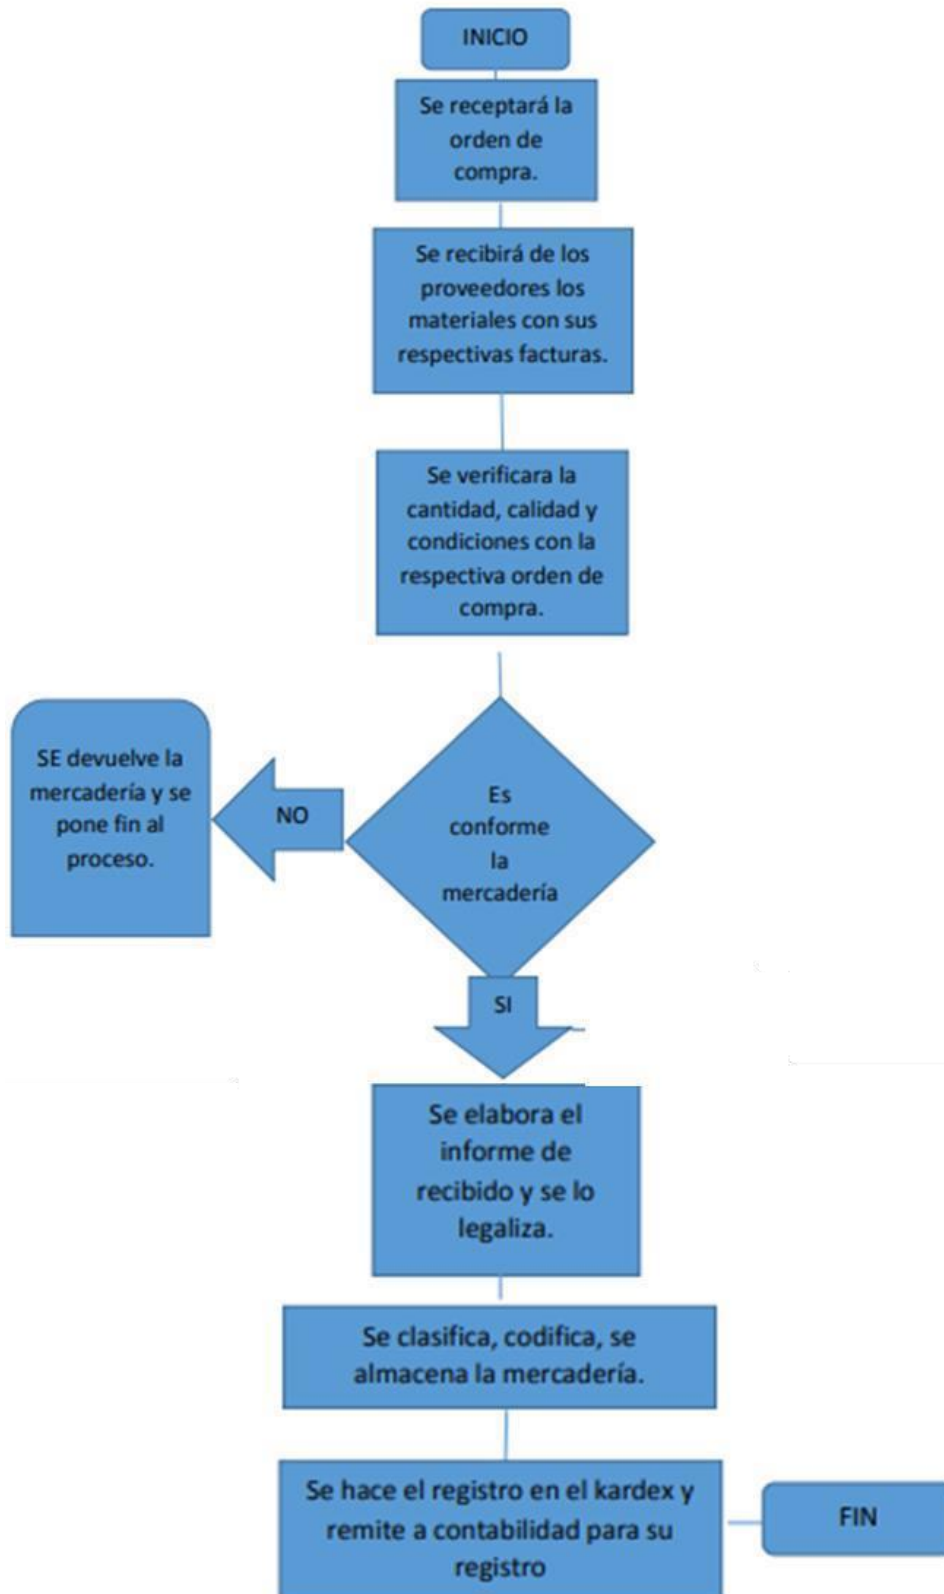 INICIO
Se receptará la
orden de
compra.
Se recibirá de los
proveedores los
materiales con sus
respectivas facturas.
Se verificara la
cantidad, calidad y
condiciones con la
respectiva orden de
compra.
SE devuelve la
mercadería y se
pone fin al
proceso.
NO
Es
conforme
la
mercadería
SI
Se elabora el
informe de
recibido y se lo
legaliza.
Se clasifica, codifica, se
almacena la mercadería.
Se hace el registro en el kardex y
remite a contabilidad para su
registro
FIN